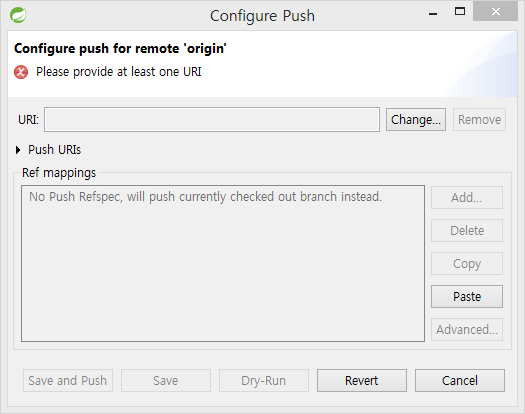 Configure Push
Configure push for remote 'origin'
Please provide at least one URI
URI:
Change...
Remove
Push URIs
Ref mappings
No Push Refspec, will push currently checked out branch instead.
Add...
Delete
Copy
Paste
Advanced...
Save and Push
Save
Dry-Run
Revert
Cancel